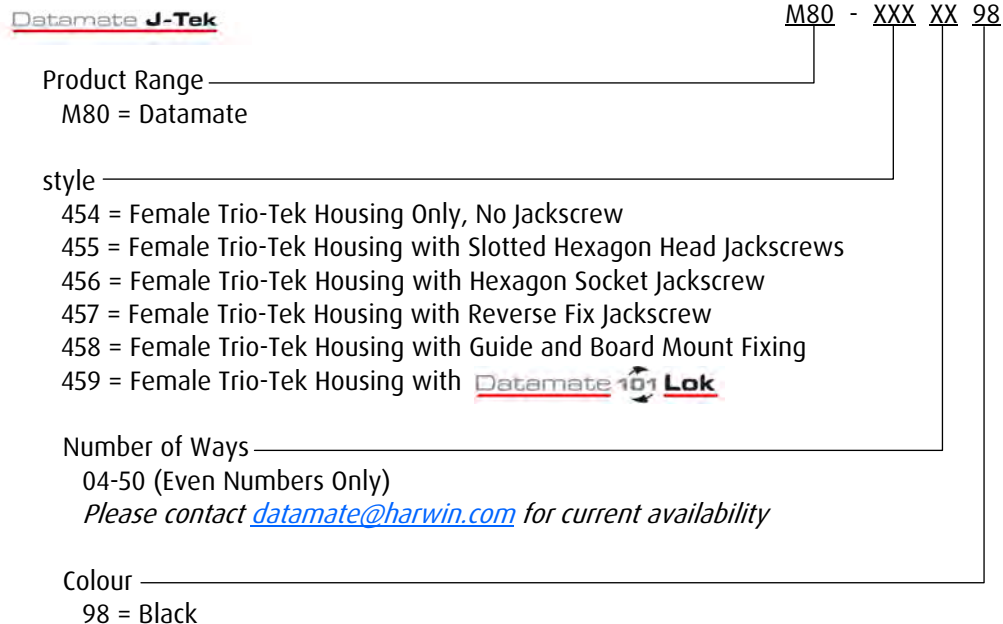 Datamate J-Tek
M80 - XXX XX 98
Product Range
M80 = Datamate
style
454 = Female Trio-Tek Housing Only, No Jackscrew
455 = Female Trio-Tek Housing with Slotted Hexagon Head Jackscrews
456 = Female Trio-Tek Housing with Hexagon Socket Jackscrew
457 = Female Trio-Tek Housing with Reverse Fix Jackscrew
458 = Female Trio-Tek Housing with Guide and Board Mount Fixing
459 = Female Trio-Tek Housing with Datamate 101 Lok
Number of Ways
04-50 (Even Numbers Only)
Please contact datamate@harwin.com for current availability
Colour
98 = Black